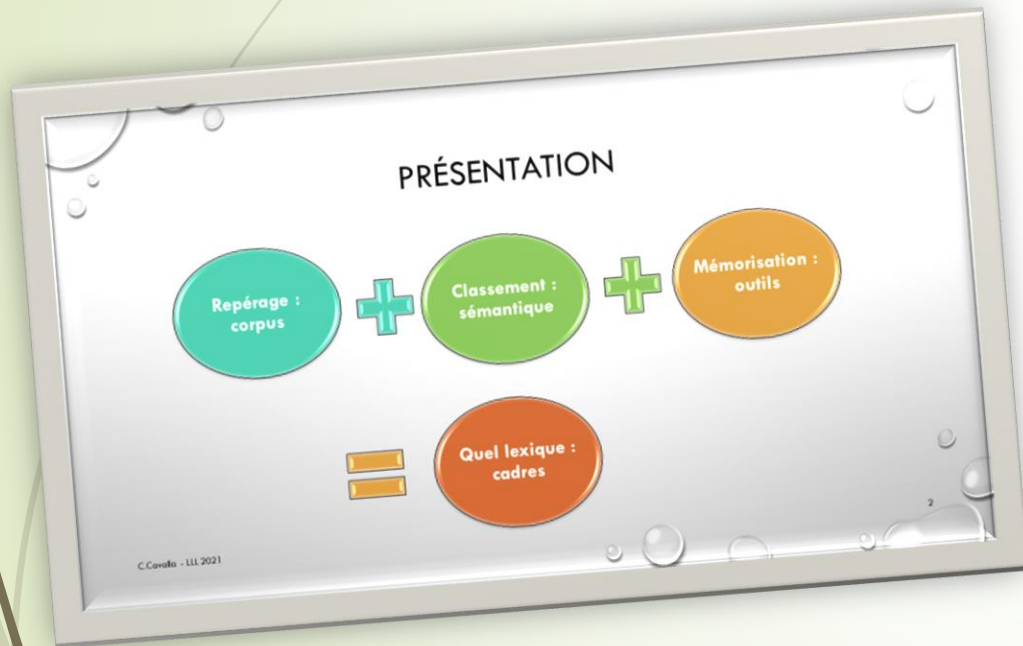 PRÉSENTATION
Repérage :
corpus
Classement :
sémantique
Mémorisation :
outils
Quel lexique :
cadres
C.Cavalla - LLL 2021
2